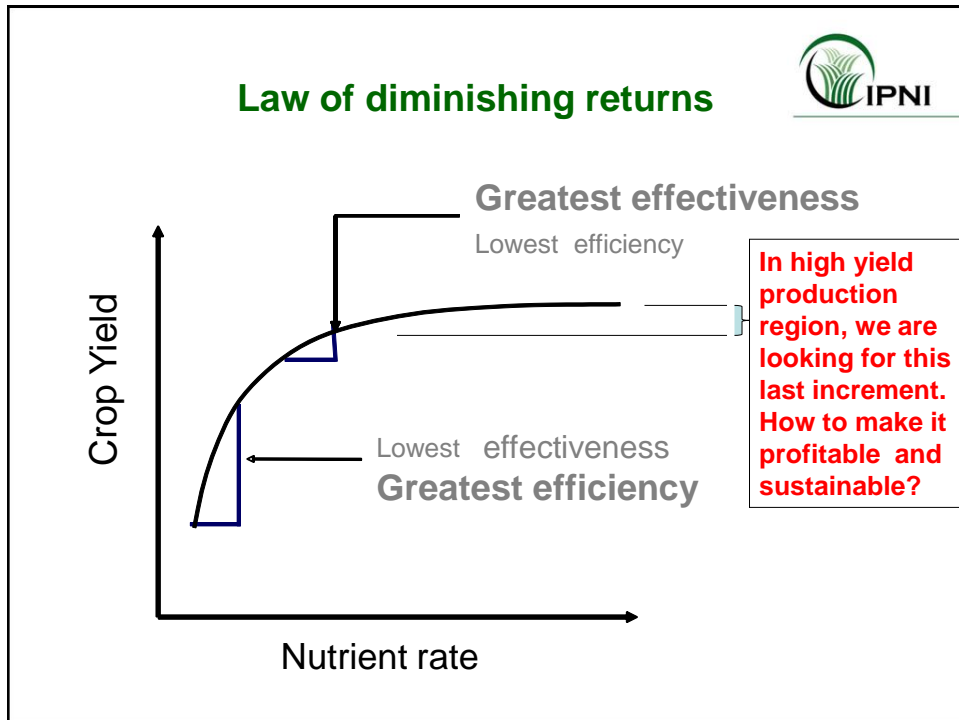 IPNI
Law of diminishing returns
Greatest effectiveness
Lowest efficiency
In high yield
production
region, we are
looking for this
last increment.
How to make it
profitable and
sustainable?
Crop Yield
Lowest effectiveness
Greatest efficiency
Nutrient rate